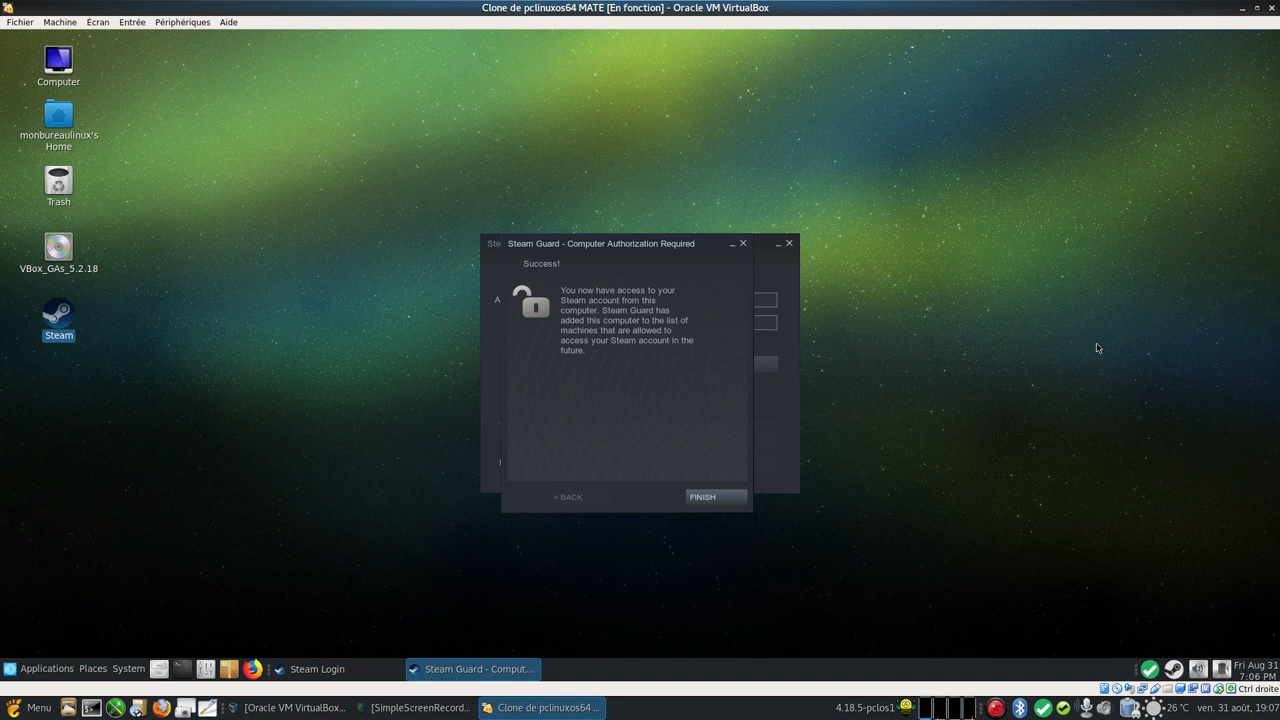 Clone de pclinuxos64 MATE [En fonction] - Oracle VM VirtualBox
Fichier Machine Écran Entrée Périphériques Aide
Computer
monbureaulinux's
Home
Trash
VBox_GAs_5.2.18
Steam
Ste
Steam Guard - Computer Authorization Required
Success!
A
You now have access to your
Steam account from this
computer. Steam Guard has
added this computer to the list of
machines that are allowed to
access your Steam account in the
future.
< BACK
FINISH
Applications Places System
Steam Login
Steam Guard - Comput...
Fri Aug 31
7:06 PM
Ctrl droite
Menu
[Oracle VM VirtualBox...
[SimpleScreenRecord...
Clone de pclinuxos64 ...
4.18.5-pclos1
26 °C
ven. 31 août, 19:07